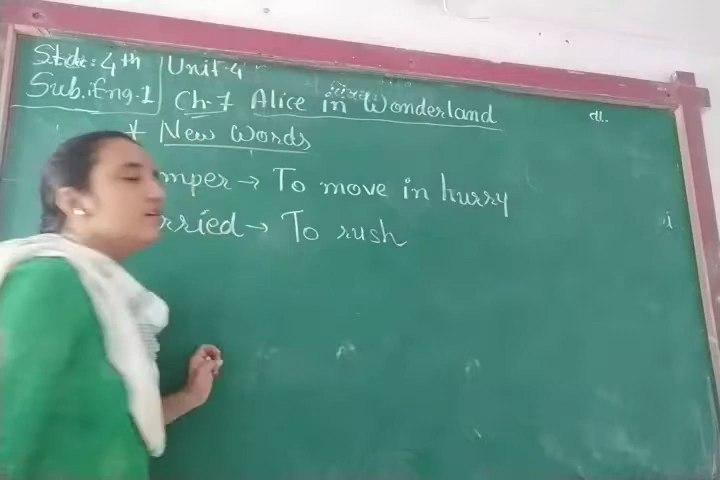 Std: 4th
Sub.:Eng.1
Unit-4
Ch-7 Alice in Wonderland
* New Words
mper → To move in hurry
rried → To rush